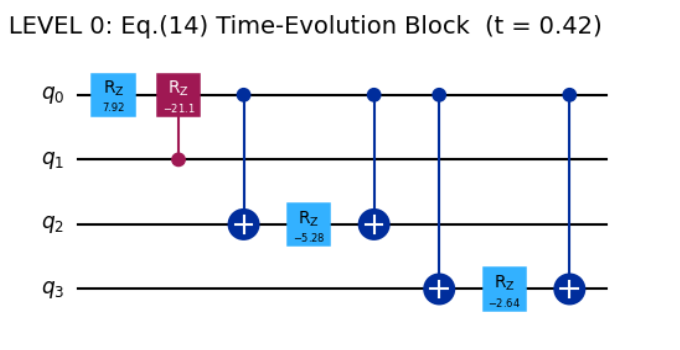 LEVEL 0: Eq.(14) Time-Evolution Block (t = 0.42)
q₀ R_Z 7.92 R_Z −21.1
q₁
q₂ R_Z −5.28
q₃ R_Z −2.64